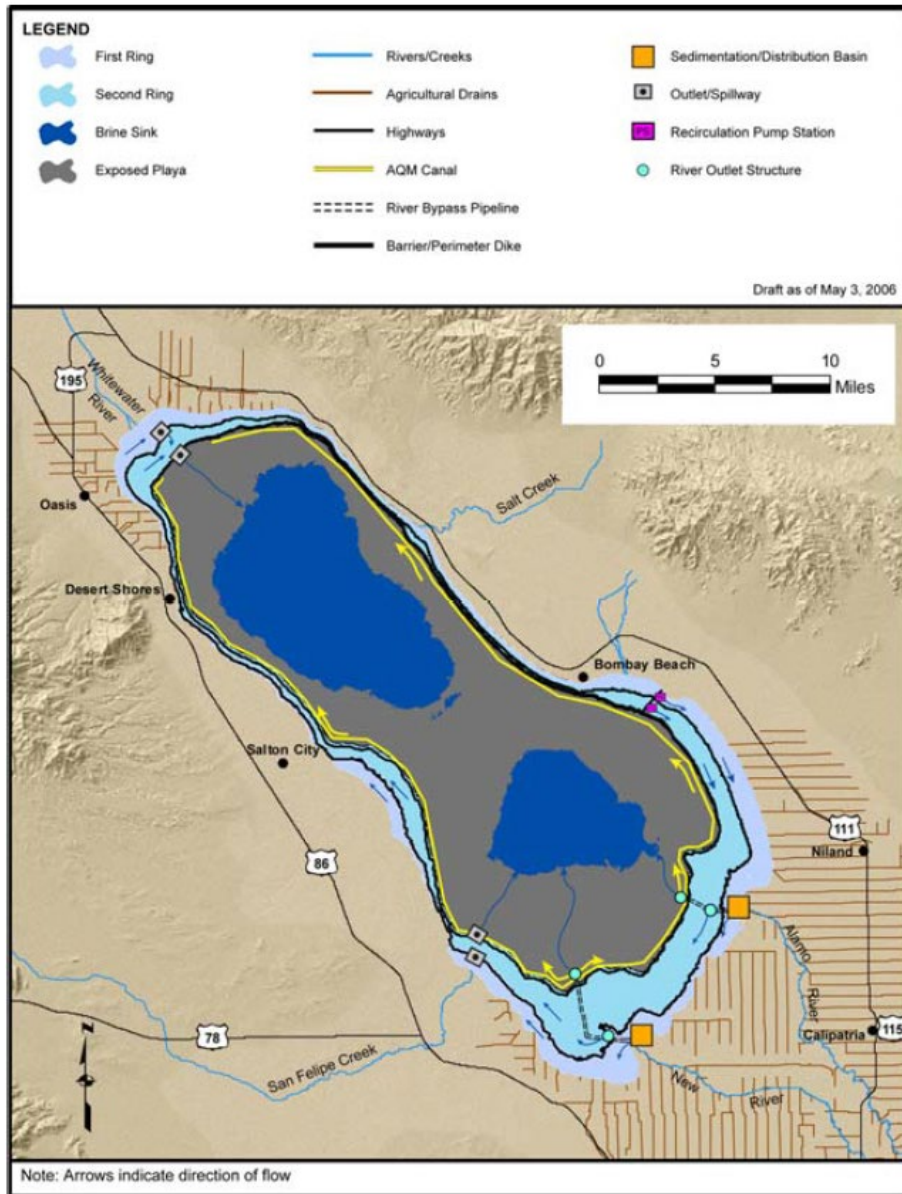 LEGEND
First Ring
Second Ring
Brine Sink
Exposed Playa
Rivers/Creeks
Agricultural Drains
Highways
AQM Canal
River Bypass Pipeline
Barrier/Perimeter Dike
Sedimentation/Distribution Basin
Outlet/Spillway
PS Recirculation Pump Station
River Outlet Structure
Draft as of May 3, 2006
0 5 10
Miles
195
Whitewater
River
Oasis
Salt Creek
Desert Shores
Bombay Beach
Salton City
111
Niland
86
Alamo
River
78
Calipatria
115
San Felipe Creek
New
River
N
Note: Arrows indicate direction of flow